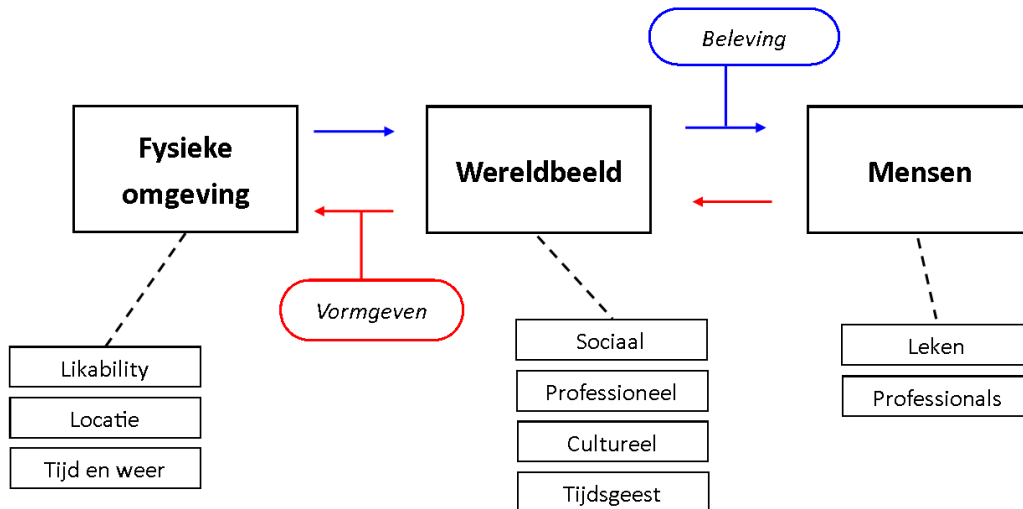 Beleving
Fysieke
omgeving
Wereldbeeld
Mensen
Vormgeven
Likability
Locatie
Tijd en weer
Sociaal
Professioneel
Cultureel
Tijdsgeest
Leken
Professionals